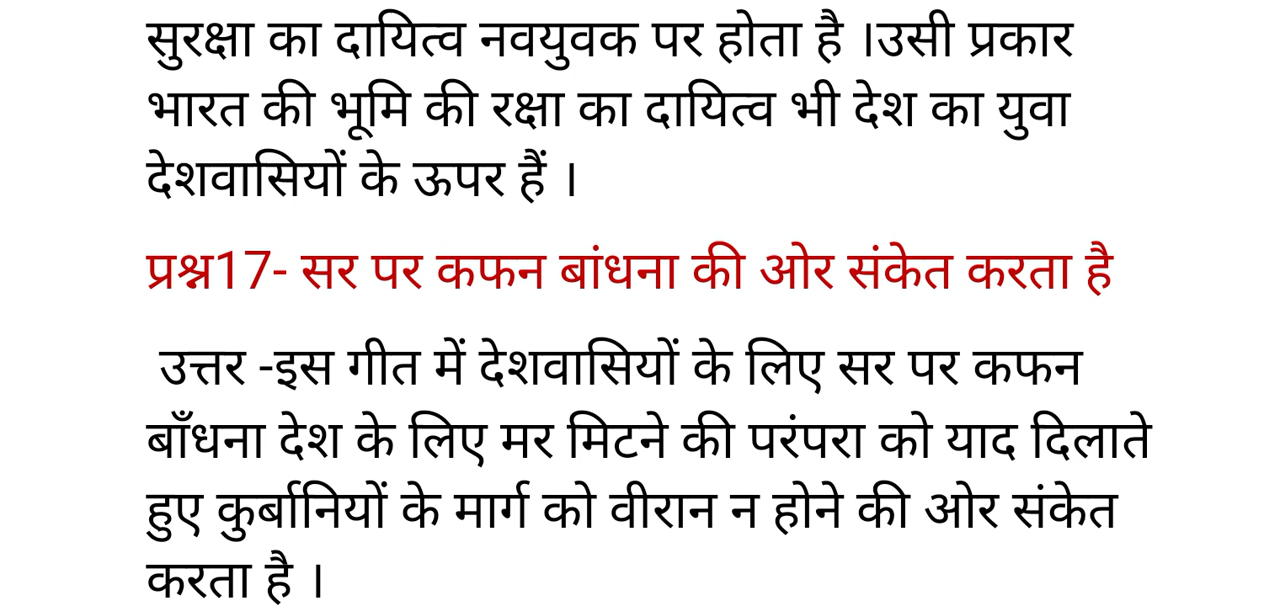 सुरक्षा का दायित्व नवयुवक पर होता है ।उसी प्रकार
भारत की भूमि की रक्षा का दायित्व भी देश का युवा
देशवासियों के ऊपर हैं ।
प्रश्न17- सर पर कफन बांधना की ओर संकेत करता है
उत्तर -इस गीत में देशवासियों के लिए सर पर कफन
बाँधना देश के लिए मर मिटने की परंपरा को याद दिलाते
हुए कुर्बानियों के मार्ग को वीरान न होने की ओर संकेत
करता है ।